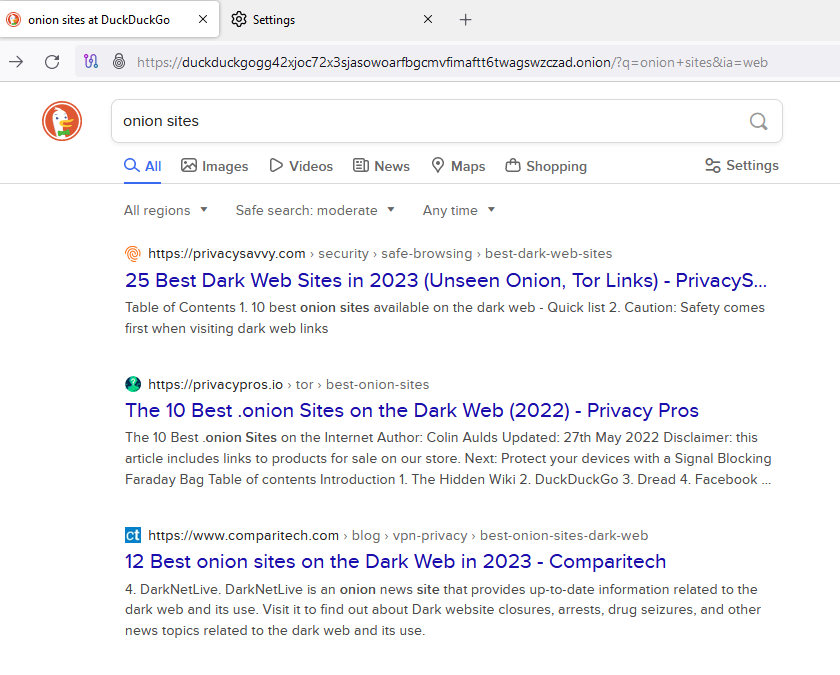 onion sites at DuckDuckGo
Settings
https://duckduckgogg42xjoc72x3sjasowoarfbgcmvfimaftt6twagswzczad.onion/?q=onion+sites&ia=web
onion sites
All Images Videos News Maps Shopping Settings
All regions Safe search: moderate Any time
https://privacysavvy.com › security › safe-browsing › best-dark-web-sites
25 Best Dark Web Sites in 2023 (Unseen Onion, Tor Links) - PrivacyS...
Table of Contents 1. 10 best onion sites available on the dark web - Quick list 2. Caution: Safety comes
first when visiting dark web links
https://privacypros.io › tor › best-onion-sites
The 10 Best .onion Sites on the Dark Web (2022) - Privacy Pros
The 10 Best .onion Sites on the Internet Author: Colin Aulds Updated: 27th May 2022 Disclaimer: this
article includes links to products for sale on our store. Next: Protect your devices with a Signal Blocking
Faraday Bag Table of contents Introduction 1. The Hidden Wiki 2. DuckDuckGo 3. Dread 4. Facebook ...
ct https://www.comparitech.com › blog › vpn-privacy › best-onion-sites-dark-web
12 Best onion sites on the Dark Web in 2023 - Comparitech
4. DarkNetLive. DarkNetLive is an onion news site that provides up-to-date information related to the
dark web and its use. Visit it to find out about Dark website closures, arrests, drug seizures, and other
news topics related to the dark web and its use.